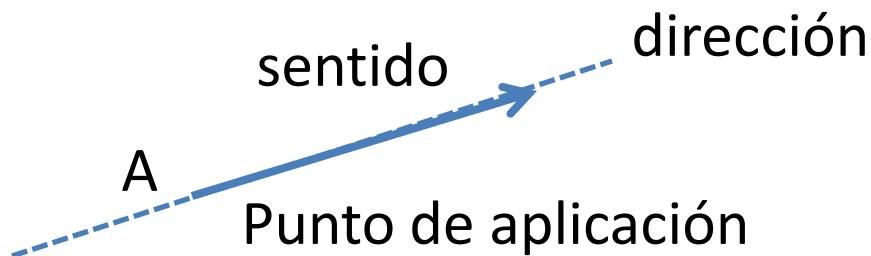 dirección
sentido
A
Punto de aplicación